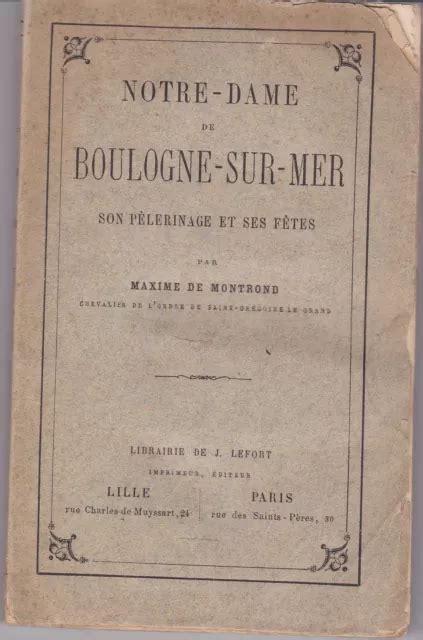 NOTRE-DAME
DE
BOULOGNE-SUR-MER
SON PÈLERINAGE ET SES FÊTES
PAR
MAXIME DE MONTROND
CHEVALIER DE L'ORDRE DE SAINT-GRÉGOIRE LE GRAND
LIBRAIRIE DE J. LEFORT
IMPRIMEUR, ÉDITEUR
LILLE PARIS
rue Charles de Muyssart, 24 rue des Saints-Pères, 30